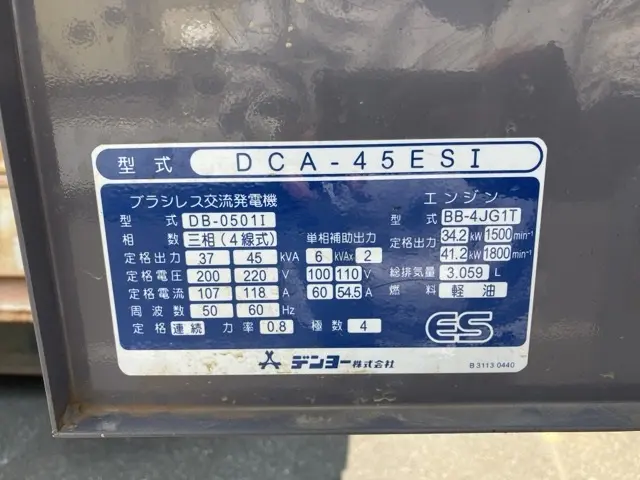 型式 DCA-45ESI
ブラシレス交流発電機
型式 DB-0501I
相数 三相(4線式) 単相補助出力
定格出力 37 45 kVA 6 kVA× 2
定格電圧 200 220 V 100 110 V
定格電流 107 118 A 60 54.5 A
周波数 50 60 Hz
定格 連続 力率 0.8 極数 4
エンジン
型式 BB-4JG1T
定格出力 34.2 kW 1500 min⁻¹
41.2 kW 1800 min⁻¹
総排気量 3.059 L
燃料 軽油
ES
デンヨー株式会社
B 3113 0440